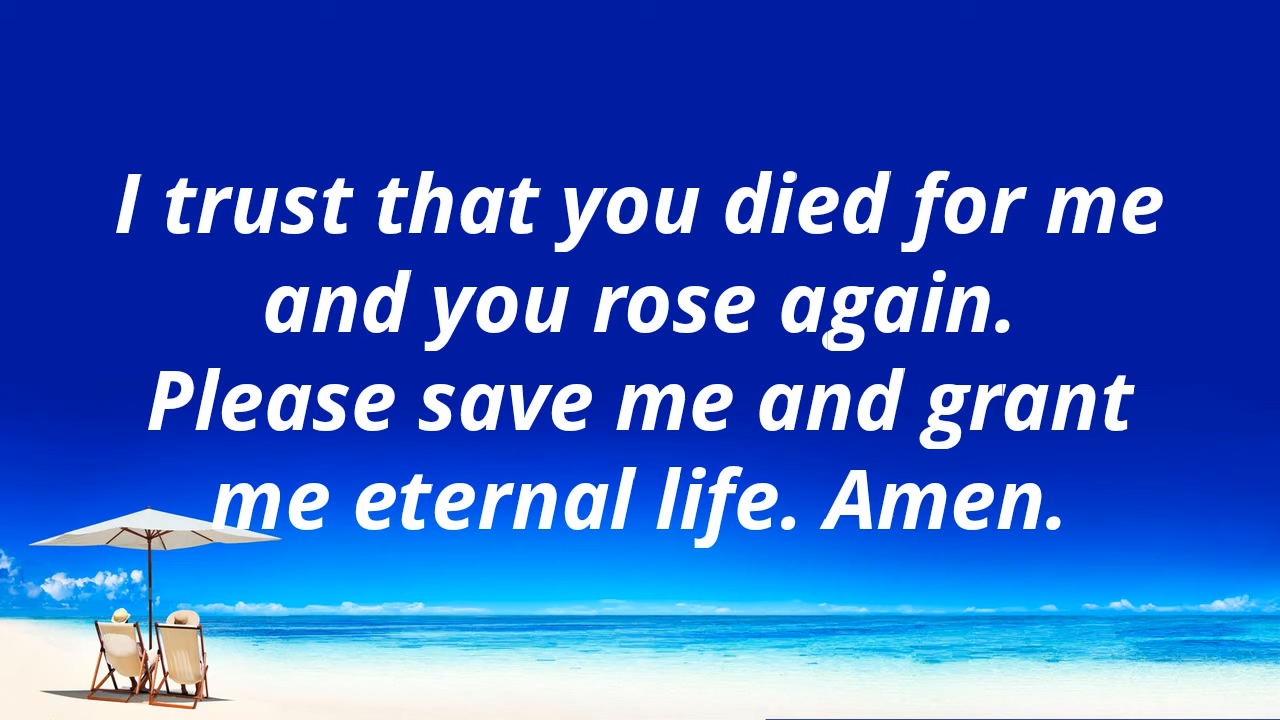 I trust that you died for me
and you rose again.
Please save me and grant
me eternal life. Amen.